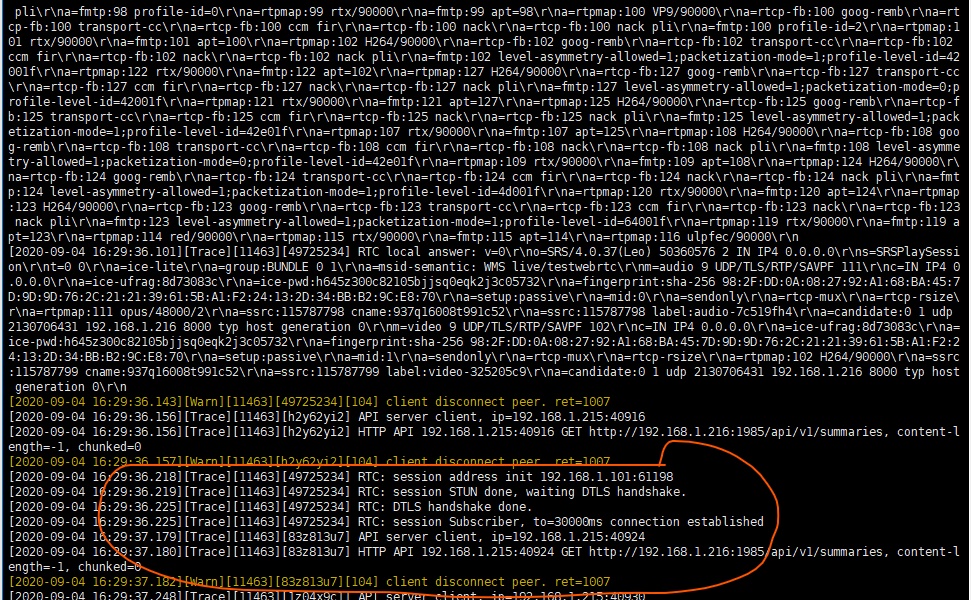 pli\r\na=fmtp:98 profile-id=0\r\na=rtpmap:99 rtx/90000\r\na=fmtp:99 apt=98\r\na=rtpmap:100 VP9/90000\r\na=rtcp-fb:100 goog-remb\r\na=rt
cp-fb:100 transport-cc\r\na=rtcp-fb:100 ccm fir\r\na=rtcp-fb:100 nack\r\na=rtcp-fb:100 nack pli\r\na=fmtp:100 profile-id=2\r\na=rtpmap:1
01 rtx/90000\r\na=fmtp:101 apt=100\r\na=rtpmap:102 H264/90000\r\na=rtcp-fb:102 goog-remb\r\na=rtcp-fb:102 transport-cc\r\na=rtcp-fb:102
ccm fir\r\na=rtcp-fb:102 nack\r\na=rtcp-fb:102 nack pli\r\na=fmtp:102 level-asymmetry-allowed=1;packetization-mode=1;profile-level-id=42
001f\r\na=rtpmap:122 rtx/90000\r\na=fmtp:122 apt=102\r\na=rtpmap:127 H264/90000\r\na=rtcp-fb:127 goog-remb\r\na=rtcp-fb:127 transport-cc
\r\na=rtcp-fb:127 ccm fir\r\na=rtcp-fb:127 nack\r\na=rtcp-fb:127 nack pli\r\na=fmtp:127 level-asymmetry-allowed=1;packetization-mode=0;p
rofile-level-id=42001f\r\na=rtpmap:121 rtx/90000\r\na=fmtp:121 apt=127\r\na=rtpmap:125 H264/90000\r\na=rtcp-fb:125 goog-remb\r\na=rtcp-f
b:125 transport-cc\r\na=rtcp-fb:125 ccm fir\r\na=rtcp-fb:125 nack\r\na=rtcp-fb:125 nack pli\r\na=fmtp:125 level-asymmetry-allowed=1;pack
etization-mode=1;profile-level-id=42e01f\r\na=rtpmap:107 rtx/90000\r\na=fmtp:107 apt=125\r\na=rtpmap:108 H264/90000\r\na=rtcp-fb:108 goo
g-remb\r\na=rtcp-fb:108 transport-cc\r\na=rtcp-fb:108 ccm fir\r\na=rtcp-fb:108 nack\r\na=rtcp-fb:108 nack pli\r\na=fmtp:108 level-asymme
try-allowed=1;packetization-mode=0;profile-level-id=42e01f\r\na=rtpmap:109 rtx/90000\r\na=fmtp:109 apt=108\r\na=rtpmap:124 H264/90000\r\
na=rtcp-fb:124 goog-remb\r\na=rtcp-fb:124 transport-cc\r\na=rtcp-fb:124 ccm fir\r\na=rtcp-fb:124 nack\r\na=rtcp-fb:124 nack pli\r\na=fmt
p:124 level-asymmetry-allowed=1;packetization-mode=1;profile-level-id=4d001f\r\na=rtpmap:120 rtx/90000\r\na=fmtp:120 apt=124\r\na=rtpmap
:123 H264/90000\r\na=rtcp-fb:123 goog-remb\r\na=rtcp-fb:123 transport-cc\r\na=rtcp-fb:123 ccm fir\r\na=rtcp-fb:123 nack\r\na=rtcp-fb:123
nack pli\r\na=fmtp:123 level-asymmetry-allowed=1;packetization-mode=1;profile-level-id=64001f\r\na=rtpmap:119 rtx/90000\r\na=fmtp:119 a
pt=123\r\na=rtpmap:114 red/90000\r\na=rtpmap:115 rtx/90000\r\na=fmtp:115 apt=114\r\na=rtpmap:116 ulpfec/90000\r\n
[2020-09-04 16:29:36.101][Trace][11463][49725234] RTC local answer: v=0\r\no=SRS/4.0.37(Leo) 50360576 2 IN IP4 0.0.0.0\r\ns=SRSPlaySessi
on\r\nt=0 0\r\na=ice-lite\r\na=group:BUNDLE 0 1\r\na=msid-semantic: WMS live/testwebrtc\r\nm=audio 9 UDP/TLS/RTP/SAVPF 111\r\nc=IN IP4 0
.0.0.0\r\na=ice-ufrag:8d73083c\r\na=ice-pwd:h645z300c82105bjjsq0eqk2j3c05732\r\na=fingerprint:sha-256 98:2F:DD:0A:08:27:92:A1:68:BA:45:7
D:9D:9D:76:2C:21:21:39:61:5B:A1:F2:24:13:2D:34:BB:B2:9C:E8:70\r\na=setup:passive\r\na=mid:0\r\na=sendonly\r\na=rtcp-mux\r\na=rtcp-rsize\
r\na=rtpmap:111 opus/48000/2\r\na=ssrc:115787798 cname:937q16008t991c52\r\na=ssrc:115787798 label:audio-7c519fh4\r\na=candidate:0 1 udp
2130706431 192.168.1.216 8000 typ host generation 0\r\nm=video 9 UDP/TLS/RTP/SAVPF 102\r\nc=IN IP4 0.0.0.0\r\na=ice-ufrag:8d73083c\r\na=
ice-pwd:h645z300c82105bjjsq0eqk2j3c05732\r\na=fingerprint:sha-256 98:2F:DD:0A:08:27:92:A1:68:BA:45:7D:9D:9D:76:2C:21:21:39:61:5B:A1:F2:2
4:13:2D:34:BB:B2:9C:E8:70\r\na=setup:passive\r\na=mid:1\r\na=sendonly\r\na=rtcp-mux\r\na=rtcp-rsize\r\na=rtpmap:102 H264/90000\r\na=ssrc
:115787799 cname:937q16008t991c52\r\na=ssrc:115787799 label:video-325205c9\r\na=candidate:0 1 udp 2130706431 192.168.1.216 8000 typ host
generation 0\r\n
[2020-09-04 16:29:36.143][Warn][11463][49725234][104] client disconnect peer. ret=1007
[2020-09-04 16:29:36.156][Trace][11463][h2y62yi2] API server client, ip=192.168.1.215:40916
[2020-09-04 16:29:36.156][Trace][11463][h2y62yi2] HTTP API 192.168.1.215:40916 GET http://192.168.1.216:1985/api/v1/summaries, content-l
ength=-1, chunked=0
[2020-09-04 16:29:36.157][Warn][11463][h2y62yi2][104] client disconnect peer. ret=1007
[2020-09-04 16:29:36.218][Trace][11463][49725234] RTC: session address init 192.168.1.101:61198
[2020-09-04 16:29:36.219][Trace][11463][49725234] RTC: session STUN done, waiting DTLS handshake.
[2020-09-04 16:29:36.225][Trace][11463][49725234] RTC: DTLS handshake done.
[2020-09-04 16:29:36.225][Trace][11463][49725234] RTC: session Subscriber, to=30000ms connection established
[2020-09-04 16:29:37.179][Trace][11463][83z813u7] API server client, ip=192.168.1.215:40924
[2020-09-04 16:29:37.180][Trace][11463][83z813u7] HTTP API 192.168.1.215:40924 GET http://192.168.1.216:1985/api/v1/summaries, content-l
ength=-1, chunked=0
[2020-09-04 16:29:37.182][Warn][11463][83z813u7][104] client disconnect peer. ret=1007
[2020-09-04 16:29:37.248][Trace][11463][1z04x9c1] API server client, ip=192.168.1.215:40930